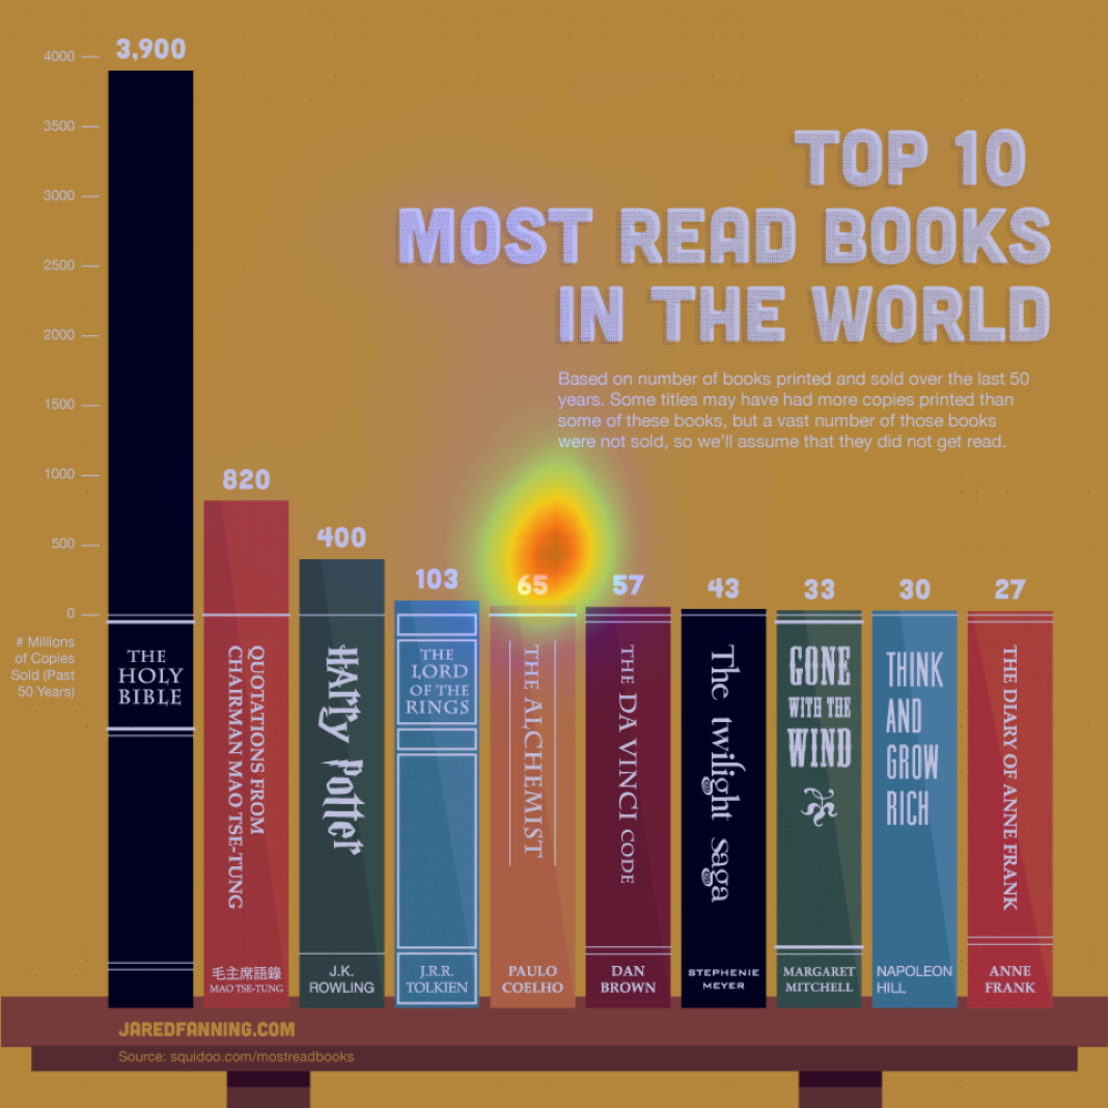 TOP 10
MOST READ BOOKS
IN THE WORLD
Based on number of books printed and sold over the last 50
years. Some titles may have had more copies printed than
some of these books, but a vast number of those books
were not sold, so we'll assume that they did not get read.
4000
3500
3000
2500
2000
1500
1000
500
0
# Millions
of Copies
Sold (Past
50 Years)
3,900
820
400
103
65
57
43
33
30
27
THE
HOLY
BIBLE
QUOTATIONS FROM
CHAIRMAN MAO TSE-TUNG
毛主席語錄
MAO TSE-TUNG
Harry Potter
J.K.
ROWLING
THE
LORD
OF THE
RINGS
J.R.R.
TOLKIEN
THE ALCHEMIST
PAULO
COELHO
THE DA VINCI CODE
DAN
BROWN
The twilight saga
STEPHENIE
MEYER
GONE
WITH THE
WIND
MARGARET
MITCHELL
THINK
AND
GROW
RICH
NAPOLEON
HILL
THE DIARY OF ANNE FRANK
ANNE
FRANK
JAREDFANNING.COM
Source: squidoo.com/mostreadbooks